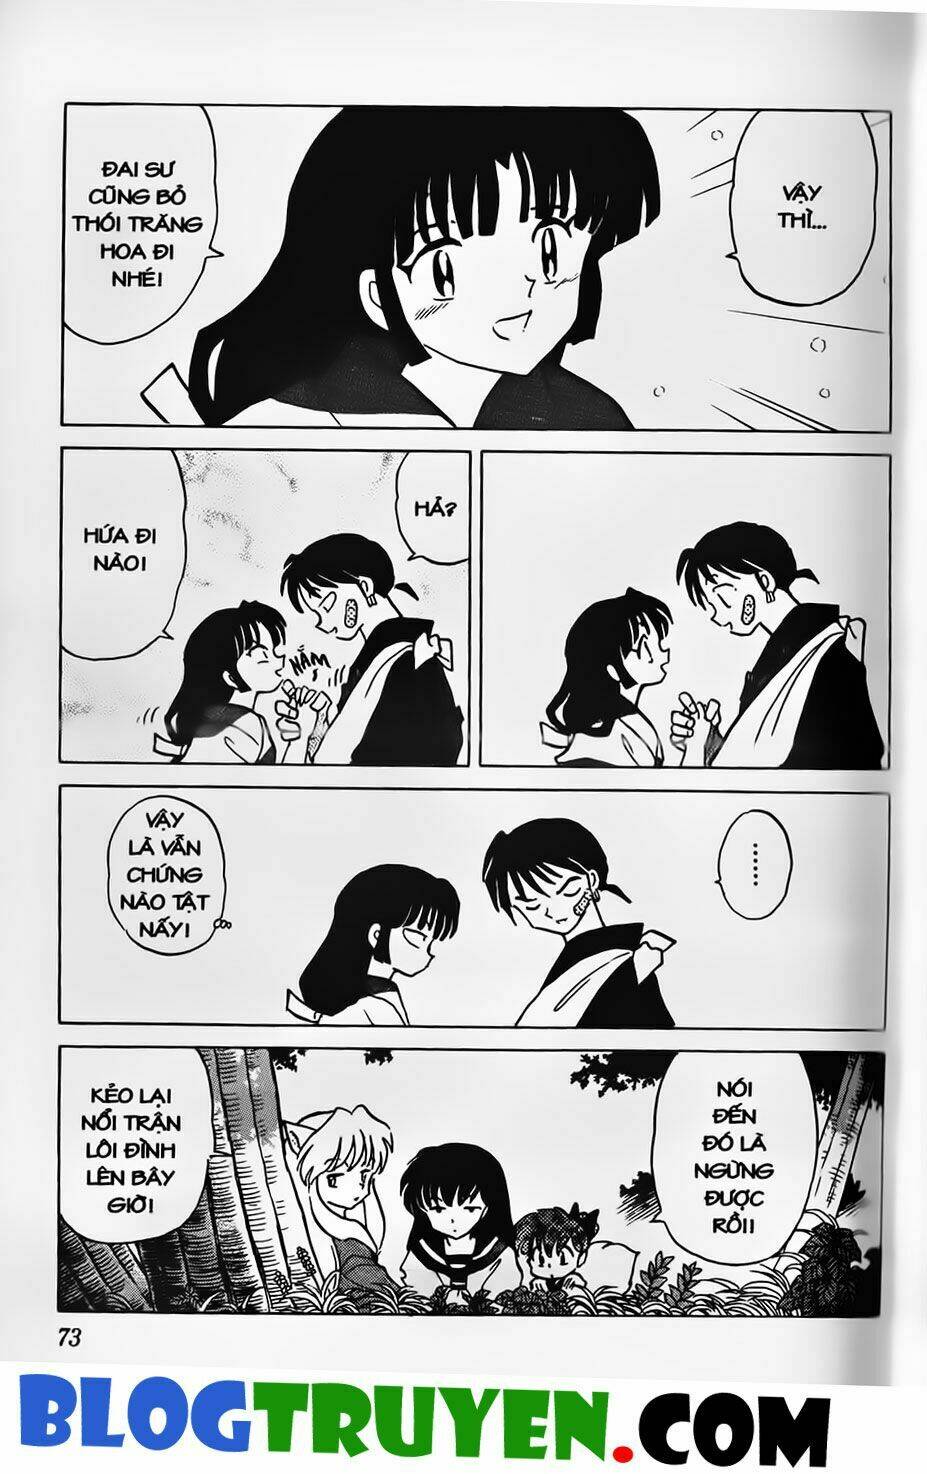 VẬY
THÌ...
ĐẠI SƯ
CŨNG BỎ
THÓI TRĂNG
HOA ĐI
NHÉ!
HẢ?
HỨA ĐI
NÀO!
NẮM
........
VẬY
LÀ VẪN
CHỨNG
NÀO TẬT
NẤY!
NÓI
ĐẾN
ĐÓ LÀ
NGỪNG
ĐƯỢC
RỒI!
KẺO LẠI
NỔI TRẬN
LÔI ĐÌNH
LÊN BÂY
GIỜ!
73
BLOGTRUYEN.COM